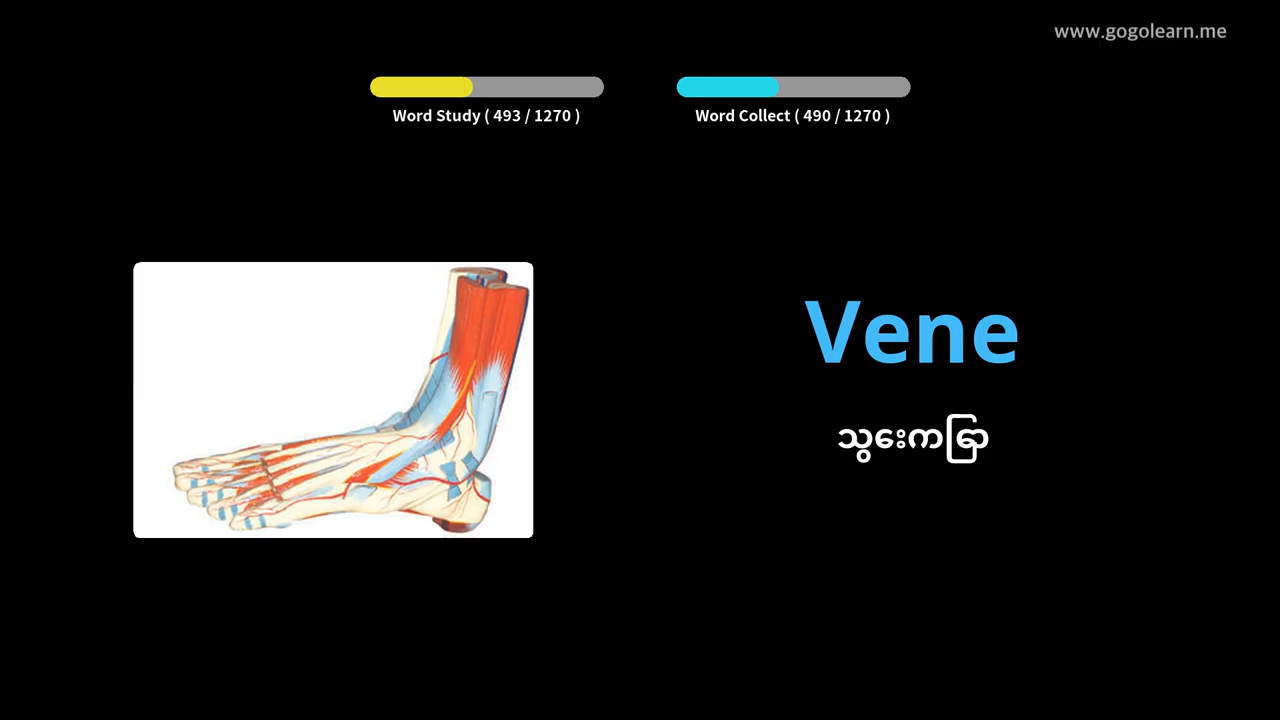 www.gogolearn.me
Word Study ( 493 / 1270 )
Word Collect ( 490 / 1270 )
Vene
သွေးကြော